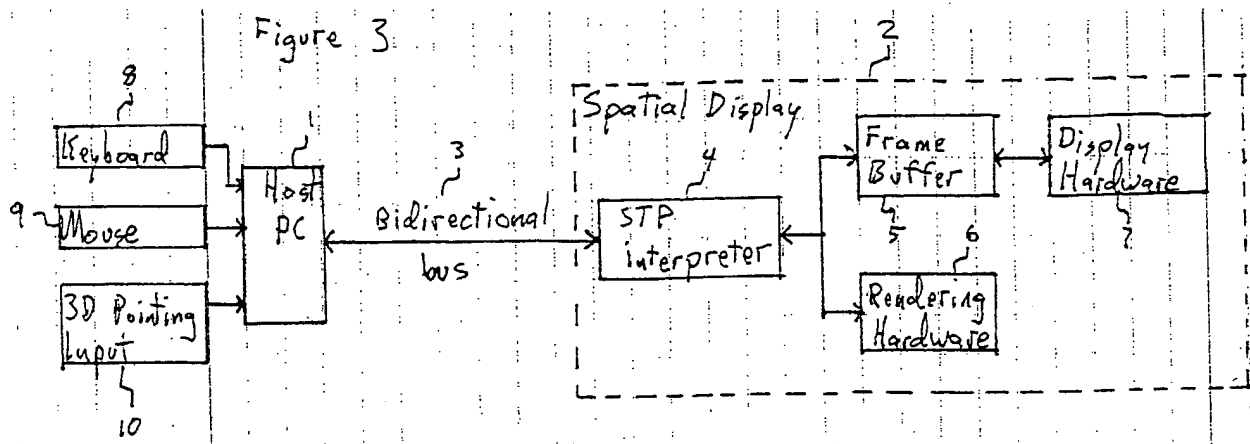 Figure 3
2
8
Keyboard
1
Host
PC
9
Mouse
3D Pointing
Input
10
3
Bidirectional
bus
Spatial Display
4
STP
interpreter
Frame
Buffer
5
Display
Hardware
7
6
Rendering
Hardware